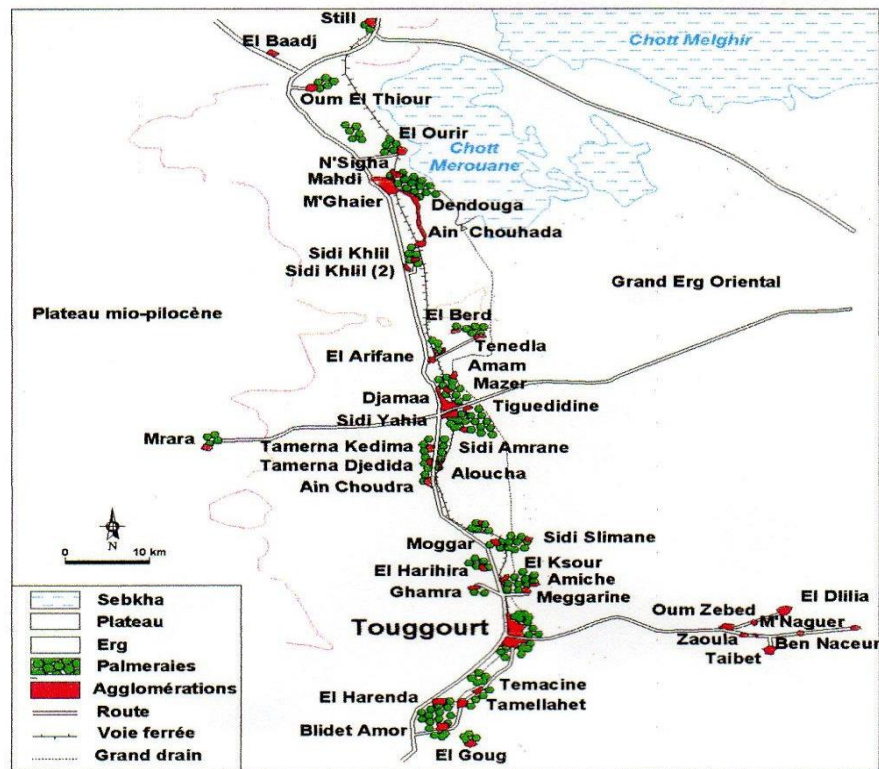 Still
El Baadj
Chott Melghir
Oum El Thiour
El Ourir
Chott
Merouane
N'Sigha
Mahdi
M'Ghaier
Dendouga
Ain Chouhada
Sidi Khlil
Sidi Khlil (2)
Grand Erg Oriental
Plateau mio-pilocène
El Berd
Tenedla
El Arifane
Amam
Mazer
Djamaa
Tiguedidine
Sidi Yahia
Mrara
Tamerna Kedima
Sidi Amrane
Tamerna Djedida
Aloucha
Ain Choudra
N
0 10 km
Moggar
Sidi Slimane
El Harihira
El Ksour
Amiche
Ghamra
Meggarine
El Dlilia
Oum Zebed
M'Naguer
Touggourt
Zaoula
Ben Naceur
Taibet
Temacine
El Harenda
Tamellahet
Blidet Amor
El Goug
Sebkha
Plateau
Erg
Palmeraies
Agglomérations
Route
Voie ferrée
Grand drain